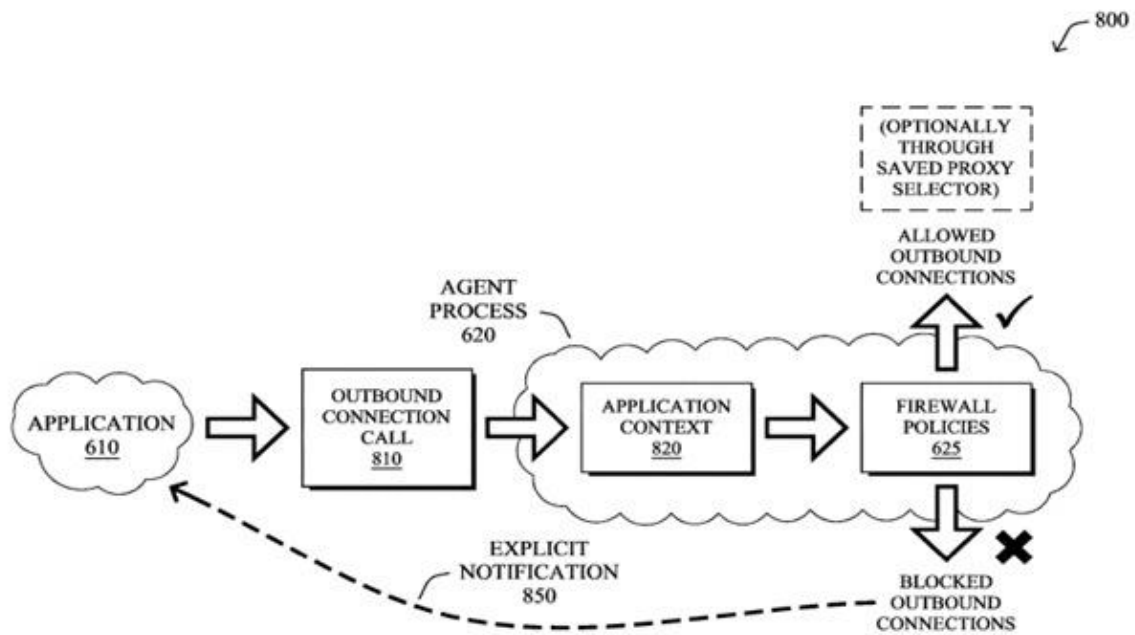 800
(OPTIONALLY
THROUGH
SAVED PROXY
SELECTOR)
ALLOWED
OUTBOUND
CONNECTIONS
AGENT
PROCESS
620
APPLICATION
610
OUTBOUND
CONNECTION
CALL
810
APPLICATION
CONTEXT
820
FIREWALL
POLICIES
625
EXPLICIT
NOTIFICATION
850
BLOCKED
OUTBOUND
CONNECTIONS